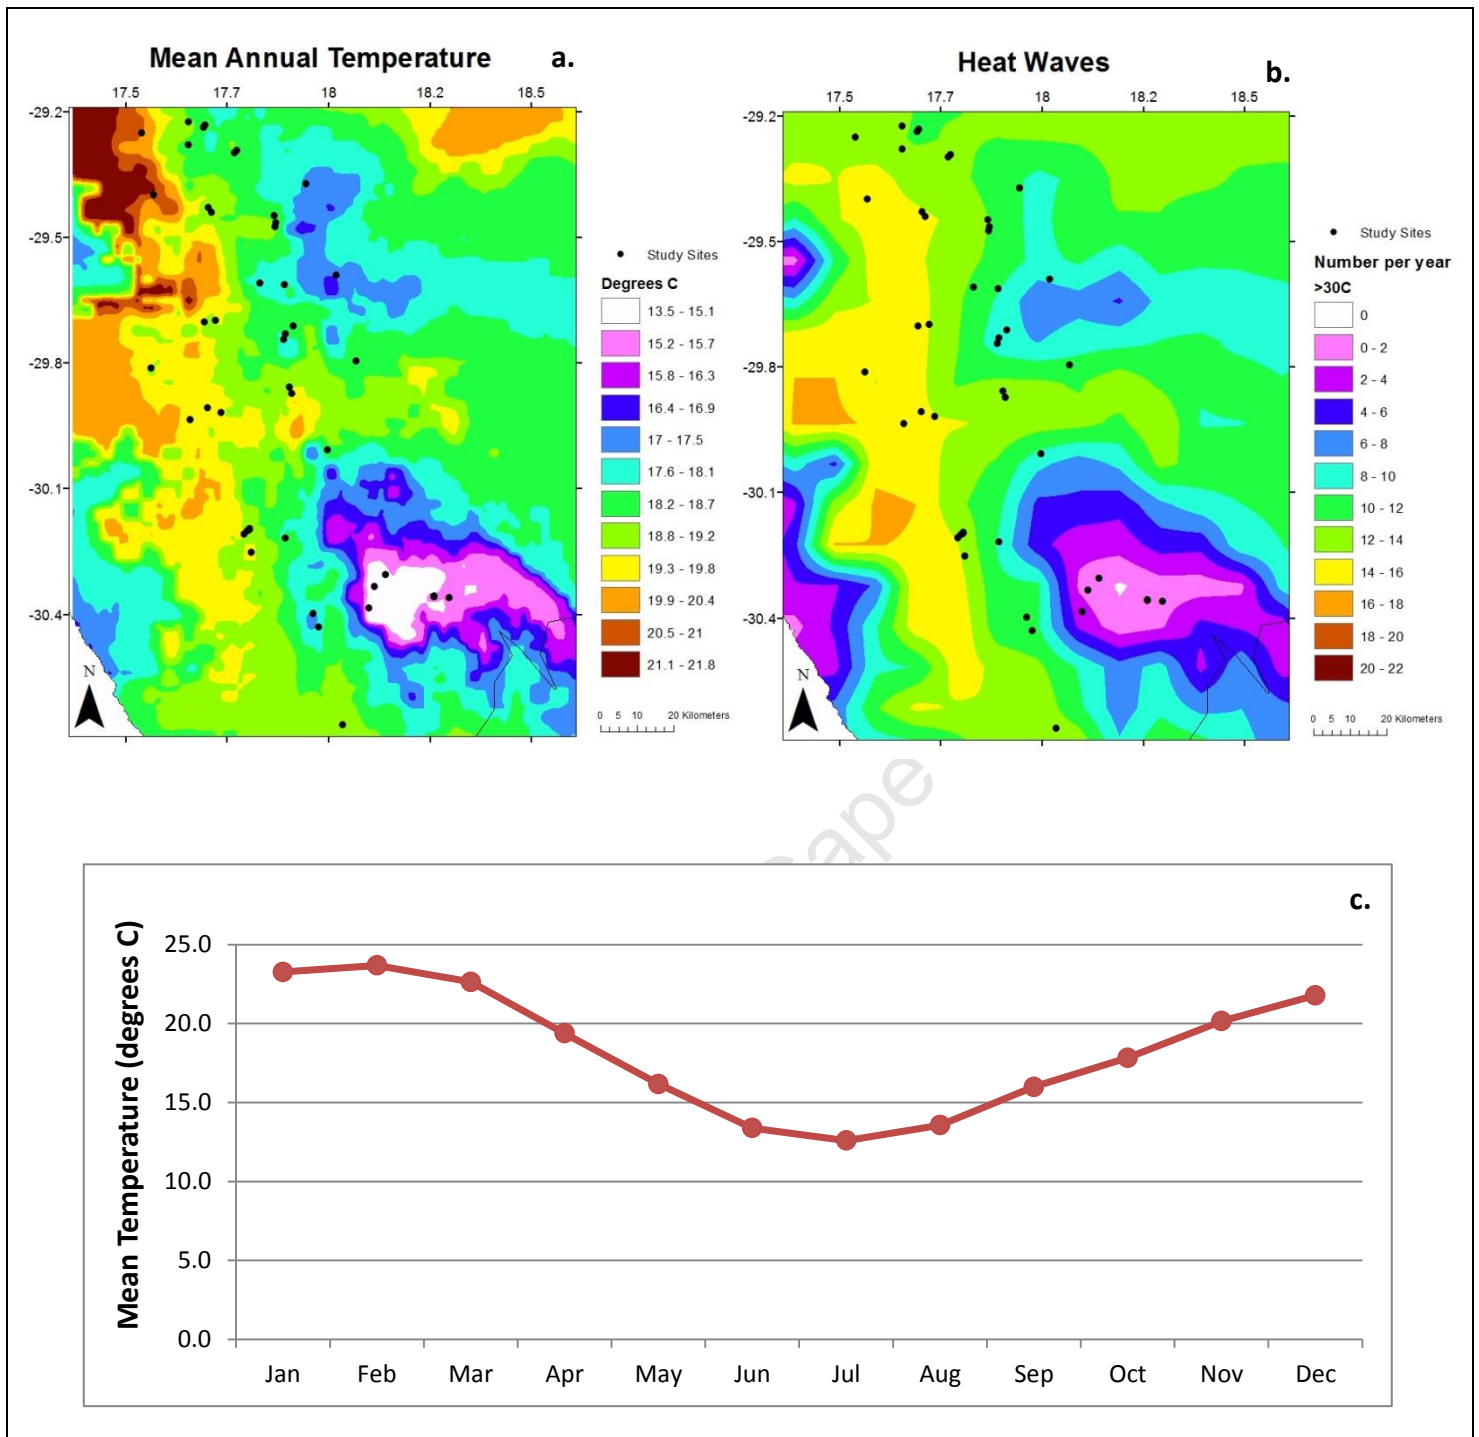 Mean Annual Temperature
a.
17.5 17.7 18 18.2 18.5
-29.2
-29.5
-29.8
-30.1
-30.4
N
Study Sites
Degrees C
13.5 - 15.1
15.2 - 15.7
15.8 - 16.3
16.4 - 16.9
17 - 17.5
17.6 - 18.1
18.2 - 18.7
18.8 - 19.2
19.3 - 19.8
19.9 - 20.4
20.5 - 21
21.1 - 21.8
0 5 10 20 Kilometers
Heat Waves
b.
17.5 17.7 18 18.2 18.5
-29.2
-29.5
-29.8
-30.1
-30.4
N
Study Sites
Number per year
>30C
0
0 - 2
2 - 4
4 - 6
6 - 8
8 - 10
10 - 12
12 - 14
14 - 16
16 - 18
18 - 20
20 - 22
0 5 10 20 Kilometers
Cape
c.
Mean Temperature (degrees C)
25.0
20.0
15.0
10.0
5.0
0.0
Jan Feb Mar Apr May Jun Jul Aug Sep Oct Nov Dec